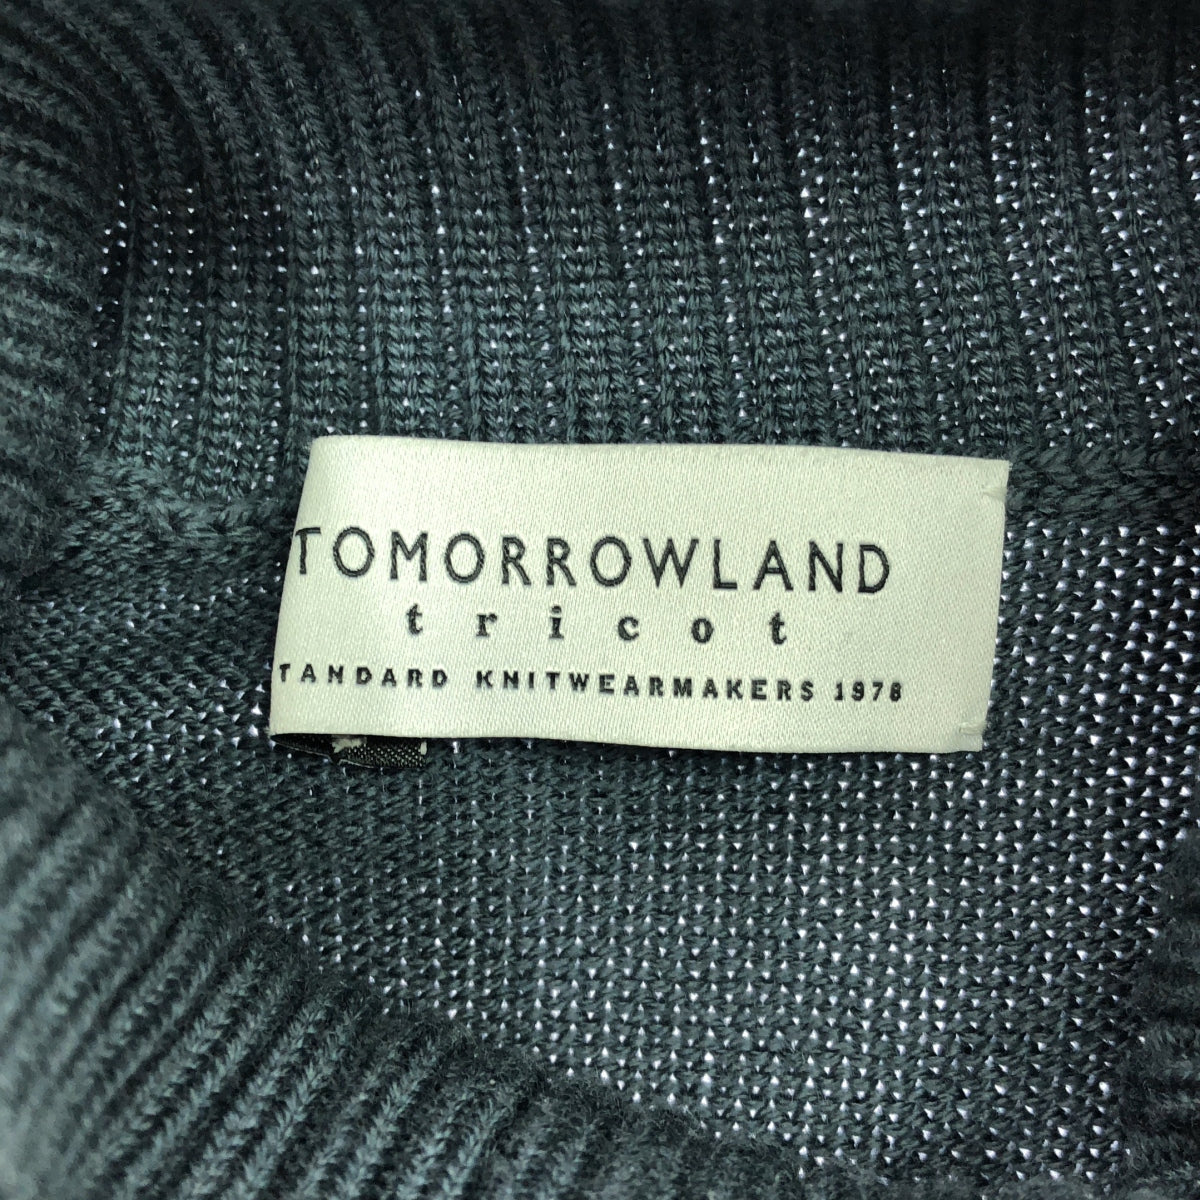 TOMORROWLAND
tricot
TANDARD KNITWEARMAKERS 1978